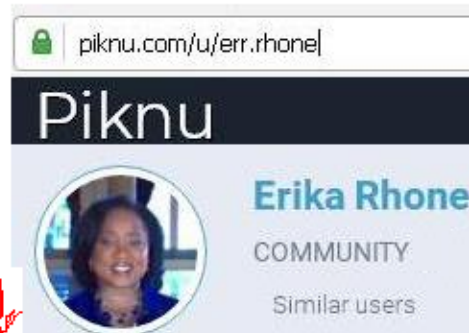 piknu.com/u/err.rhone
Piknu
Erika Rhone
COMMUNITY
Similar users